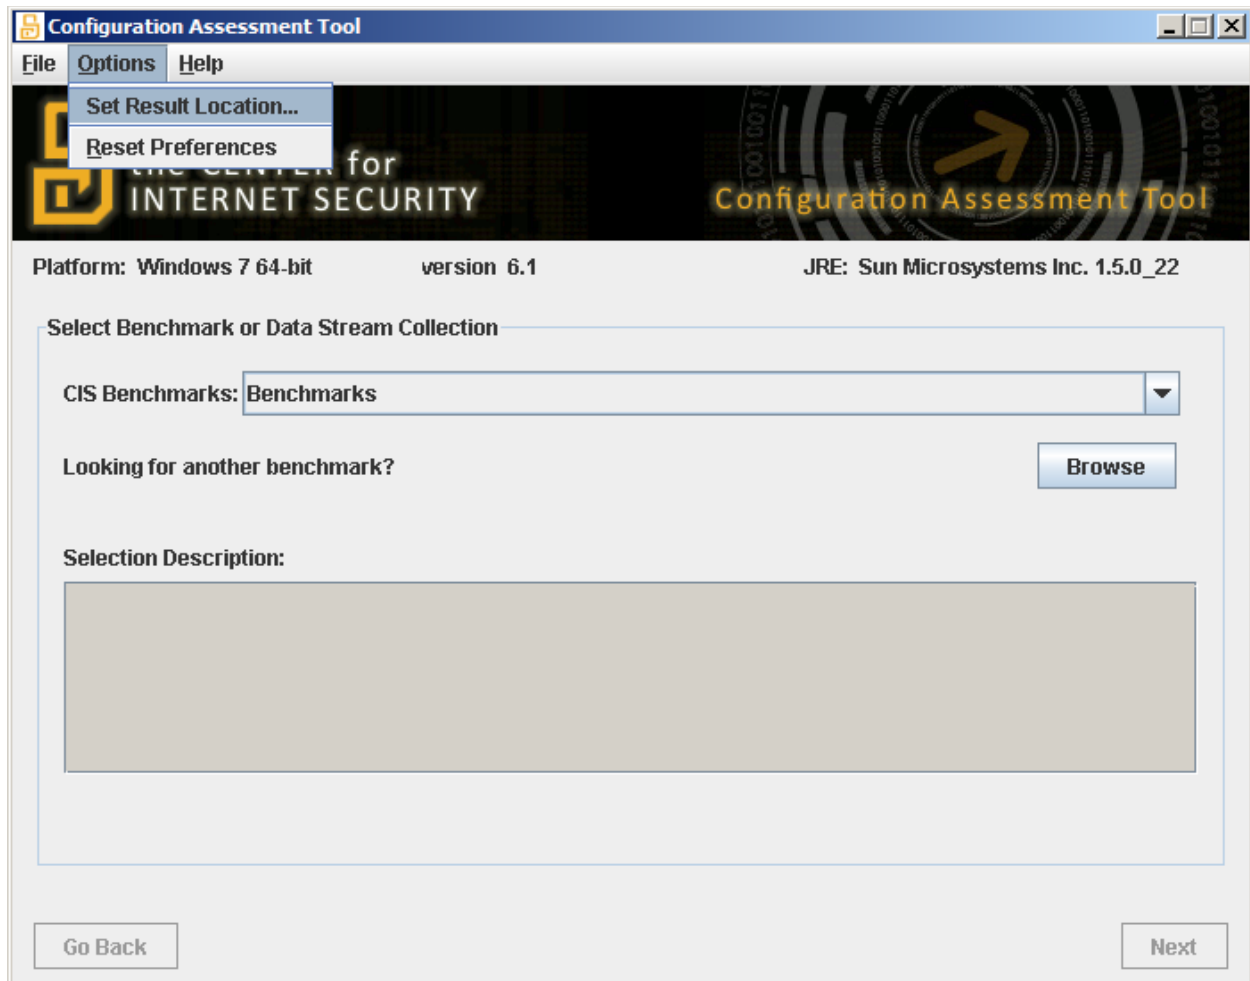 Configuration Assessment Tool
File Options Help
Set Result Location...
Reset Preferences
the CENTER for
INTERNET SECURITY
Configuration Assessment Tool
Platform: Windows 7 64-bit version 6.1 JRE: Sun Microsystems Inc. 1.5.0_22
Select Benchmark or Data Stream Collection
CIS Benchmarks: Benchmarks
Looking for another benchmark? Browse
Selection Description:
Go Back Next